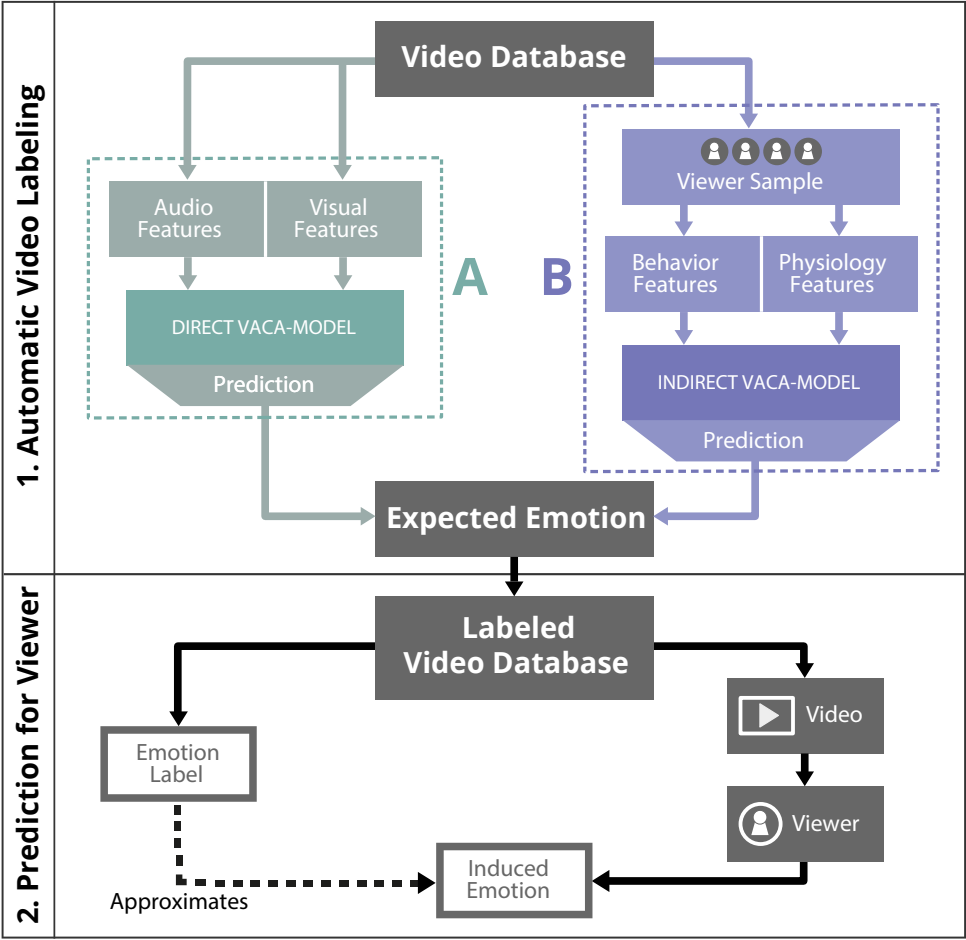 1. Automatic Video Labeling
Video Database
Audio
Features
Visual
Features
DIRECT VACA-MODEL
Prediction
A
B
Viewer Sample
Behavior
Features
Physiology
Features
INDIRECT VACA-MODEL
Prediction
Expected Emotion
2. Prediction for Viewer
Labeled
Video Database
Emotion
Label
Approximates
Video
Viewer
Induced
Emotion